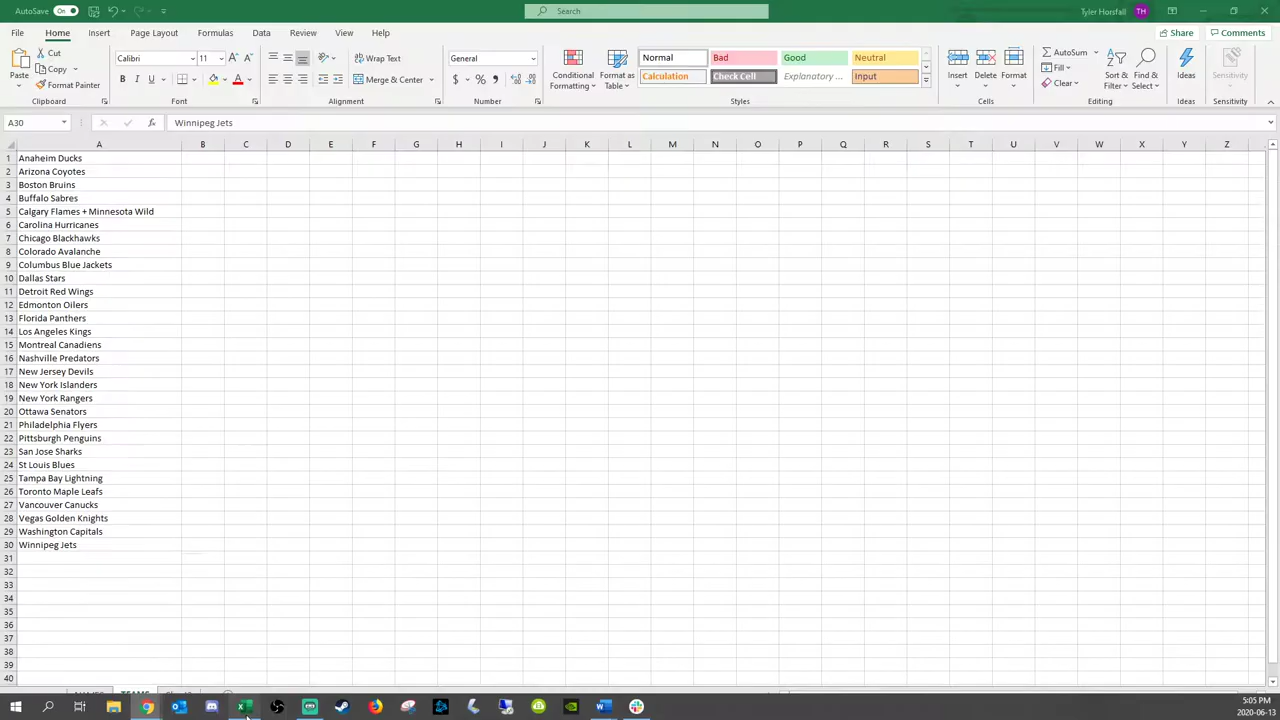 AutoSave On Search Tyler Horsfall TH
File Home Insert Page Layout Formulas Data Review View Help Share Comments
Paste Cut Copy Format Painter Clipboard
Calibri 11 A A B I U A Font
ab Wrap Text Merge & Center Alignment
General $ % , Number
Conditional Formatting Format as Table
Normal Bad Good Neutral
Calculation Check Cell Explanatory ... Input
Styles
Insert Delete Format Cells
AutoSum Fill Clear Sort & Filter Find & Select Editing
Ideas Ideas
Sensitivity Sensitivity
A30 fx Winnipeg Jets
A B C D E F G H I J K L M N O P Q R S T U V W X Y Z
1 Anaheim Ducks
2 Arizona Coyotes
3 Boston Bruins
4 Buffalo Sabres
5 Calgary Flames + Minnesota Wild
6 Carolina Hurricanes
7 Chicago Blackhawks
8 Colorado Avalanche
9 Columbus Blue Jackets
10 Dallas Stars
11 Detroit Red Wings
12 Edmonton Oilers
13 Florida Panthers
14 Los Angeles Kings
15 Montreal Canadiens
16 Nashville Predators
17 New Jersey Devils
18 New York Islanders
19 New York Rangers
20 Ottawa Senators
21 Philadelphia Flyers
22 Pittsburgh Penguins
23 San Jose Sharks
24 St Louis Blues
25 Tampa Bay Lightning
26 Toronto Maple Leafs
27 Vancouver Canucks
28 Vegas Golden Knights
29 Washington Capitals
30 Winnipeg Jets
31
32
33
34
35
36
37
38
39
40
TEAMS
5:05 PM
2020-06-13